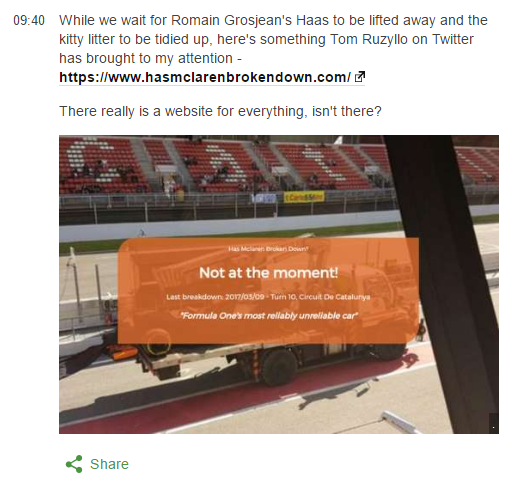 09:40
While we wait for Romain Grosjean's Haas to be lifted away and the
kitty litter to be tidied up, here's something Tom Ruzyllo on Twitter
has brought to my attention -
https://www.hasmclarenbrokendown.com/
There really is a website for everything, isn't there?
C A T
Has Mclaren Broken Down?
Not at the moment!
Last breakdown: 2017/03/09 - Turn 10, Circuit De Catalunya
"Formula One's most reliably unreliable car"
Share